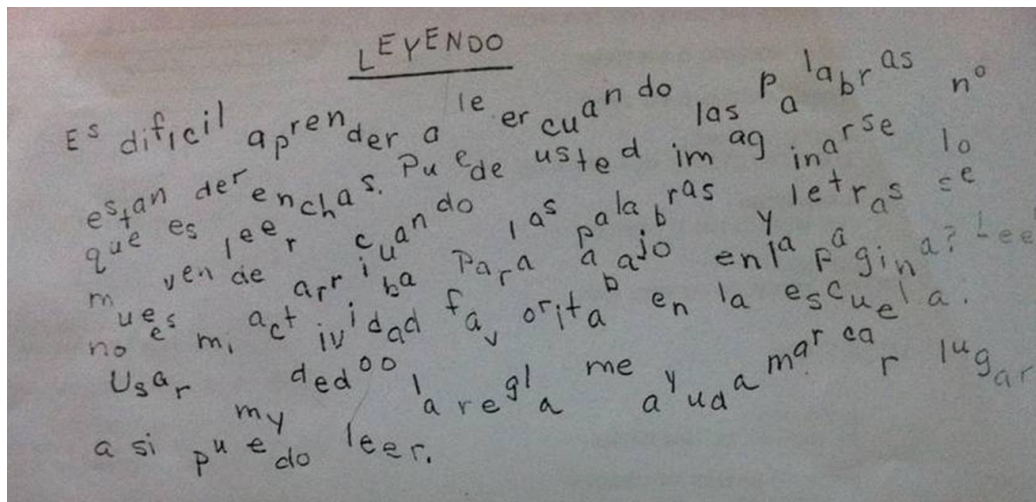 LEYENDO
Es dificil aprender a leer cuando las palabras no
estan derenchas. Puede usted imaginarse lo
que es leer cuando las palabras y letras se
mueven de arriba para abajo en la pagina? Lee
no es mi actividad favorita en la escuela.
Usar my dedo o la regla me ayuda marcar lugar
a si puedo leer.